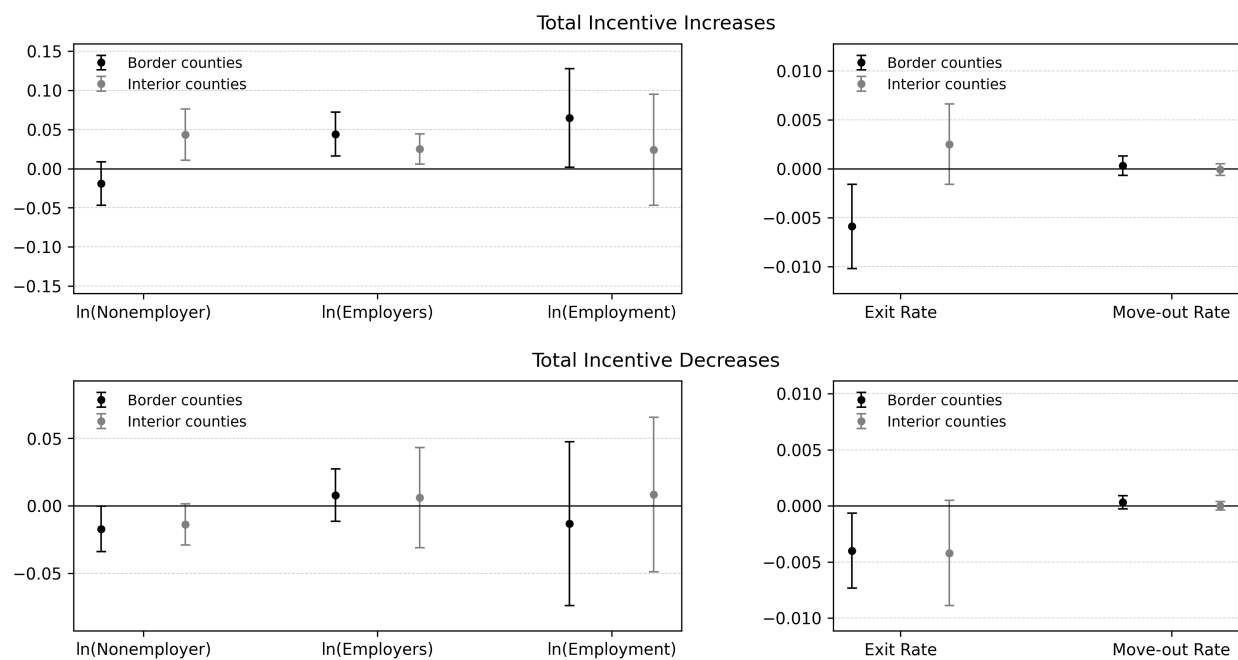 Total Incentive Increases
0.15
0.10
0.05
0.00
−0.05
−0.10
−0.15
Border counties
Interior counties
ln(Nonemployer)
ln(Employers)
ln(Employment)
0.010
0.005
0.000
−0.005
−0.010
Border counties
Interior counties
Exit Rate
Move-out Rate
Total Incentive Decreases
0.05
0.00
−0.05
Border counties
Interior counties
ln(Nonemployer)
ln(Employers)
ln(Employment)
0.010
0.005
0.000
−0.005
−0.010
Border counties
Interior counties
Exit Rate
Move-out Rate